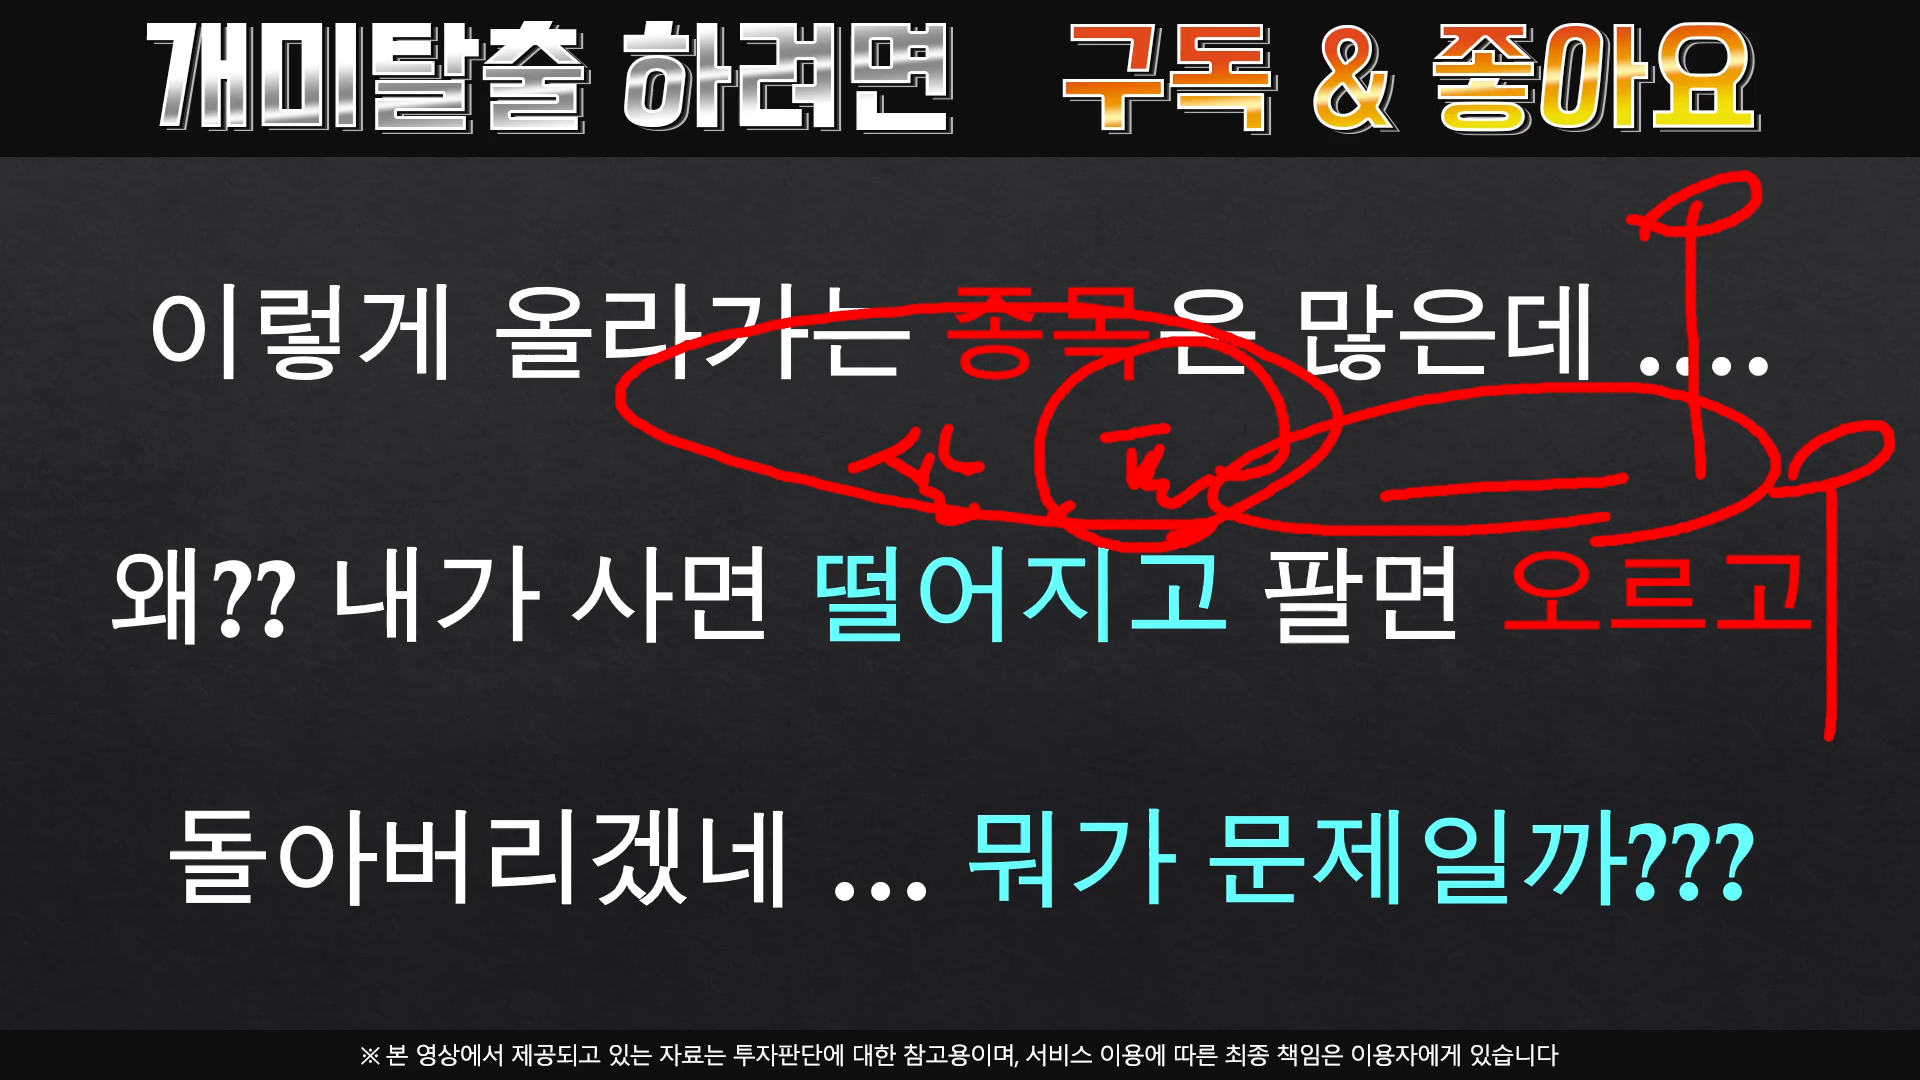 개미탈출 하려면 구독 & 좋아요
이렇게 올라가는 종목은 많은데 ....
왜?? 내가 사면 떨어지고 팔면 오르고
돌아버리겠네 ... 뭐가 문제일까???
※ 본 영상에서 제공되고 있는 자료는 투자판단에 대한 참고용이며, 서비스 이용에 따른 최종 책임은 이용자에게 있습니다